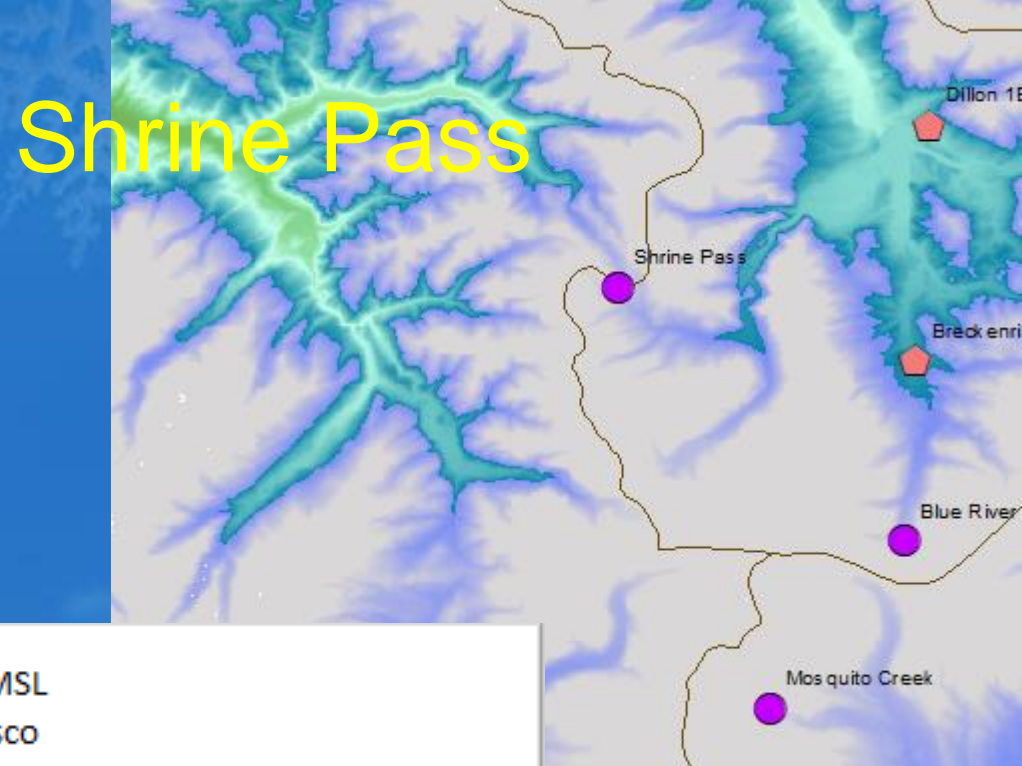 Shrine Pass
Dillon 1E
Shrine Pass
Breckenri
Blue River
Mosquito Creek
MSL
sco